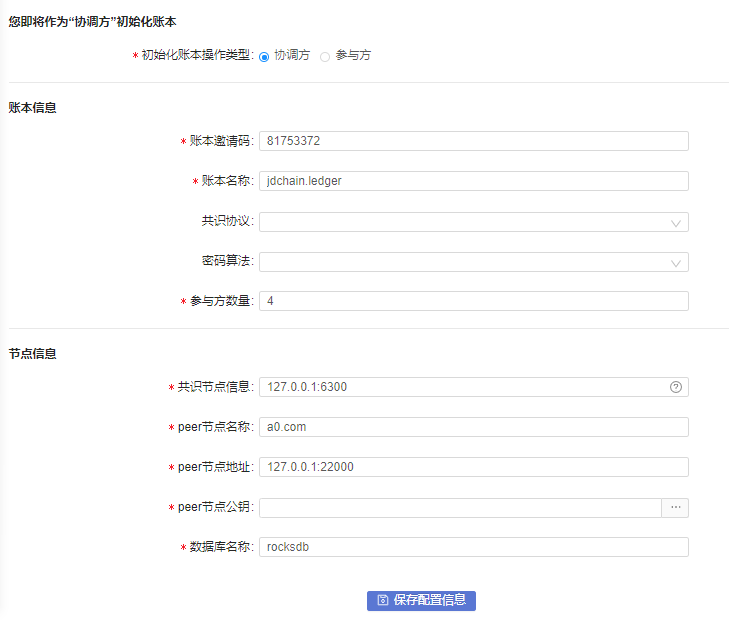 您即将作为“协调方”初始化账本
* 初始化账本操作类型: 协调方 参与方
账本信息
* 账本邀请码: 81753372
* 账本名称: jdchain.ledger
共识协议:
密码算法:
* 参与方数量: 4
节点信息
* 共识节点信息: 127.0.0.1:6300
* peer节点名称: a0.com
* peer节点地址: 127.0.0.1:22000
* peer节点公钥: ...
* 数据库名称: rocksdb
保存配置信息